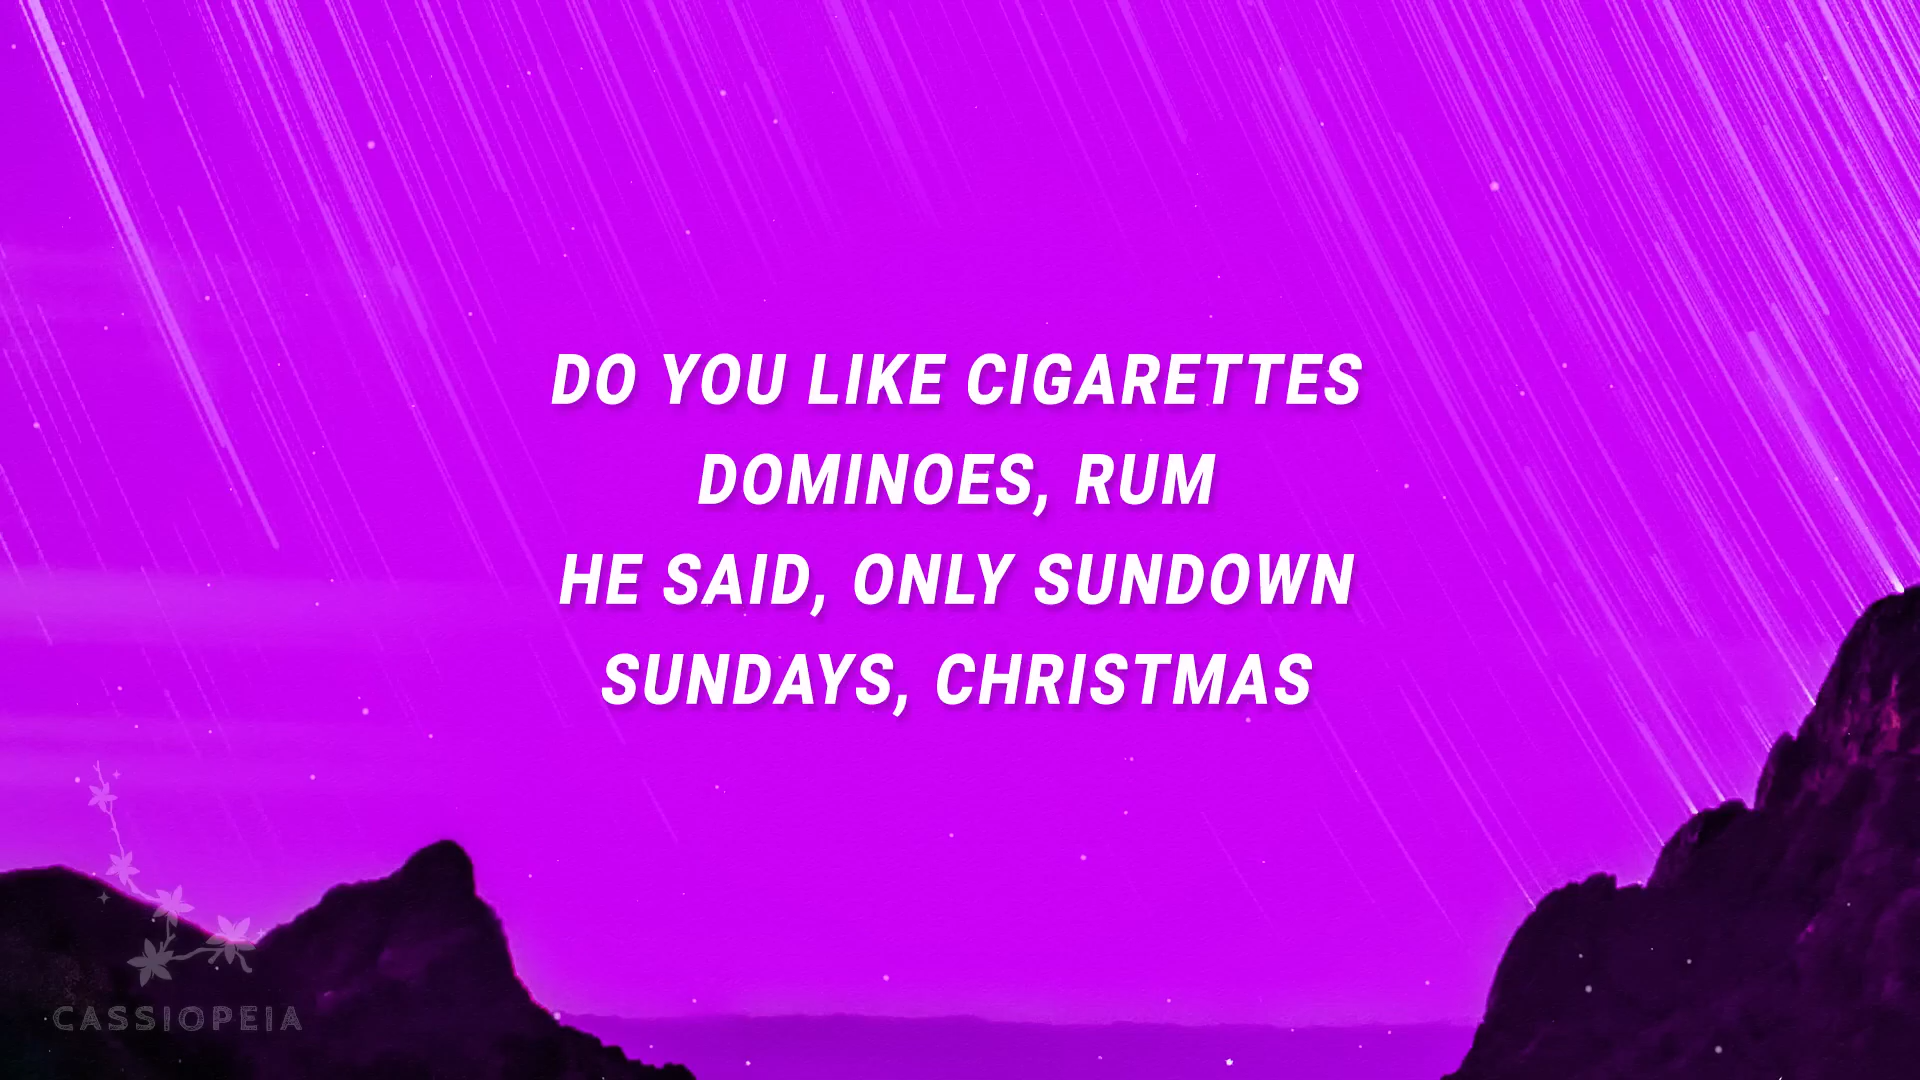 DO YOU LIKE CIGARETTES
DOMINOES, RUM
HE SAID, ONLY SUNDOWN
SUNDAYS, CHRISTMAS
CASSIOPEIA